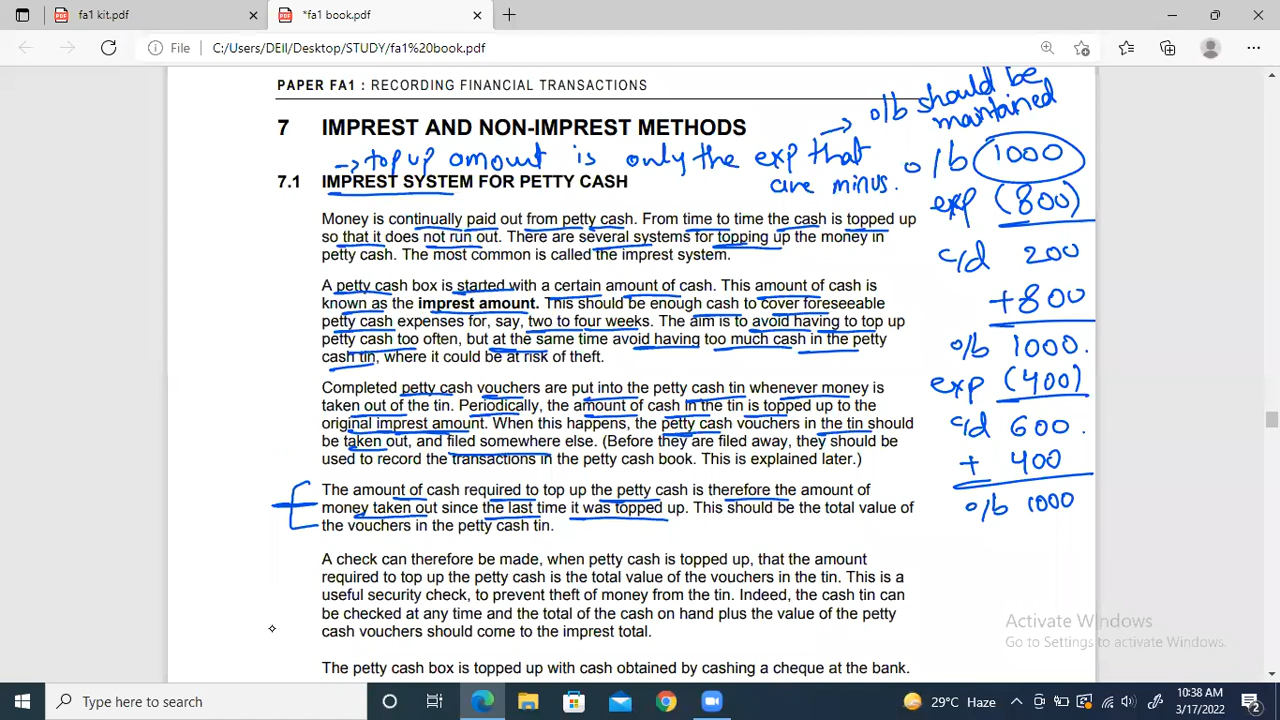 fa1 kit.pdf
*fa1 book.pdf
File
C:/Users/DEll/Desktop/STUDY/fa1%20book.pdf
PAPER FA1 : RECORDING FINANCIAL TRANSACTIONS
→ o/b should be maintained
7 IMPREST AND NON-IMPREST METHODS
→ top up amount is only the exp that are minus.
7.1 IMPREST SYSTEM FOR PETTY CASH
Money is continually paid out from petty cash. From time to time the cash is topped up
so that it does not run out. There are several systems for topping up the money in
petty cash. The most common is called the imprest system.
A petty cash box is started with a certain amount of cash. This amount of cash is
known as the imprest amount. This should be enough cash to cover foreseeable
petty cash expenses for, say, two to four weeks. The aim is to avoid having to top up
petty cash too often, but at the same time avoid having too much cash in the petty
cash tin, where it could be at risk of theft.
Completed petty cash vouchers are put into the petty cash tin whenever money is
taken out of the tin. Periodically, the amount of cash in the tin is topped up to the
original imprest amount. When this happens, the petty cash vouchers in the tin should
be taken out, and filed somewhere else. (Before they are filed away, they should be
used to record the transactions in the petty cash book. This is explained later.)
The amount of cash required to top up the petty cash is therefore the amount of
money taken out since the last time it was topped up. This should be the total value of
the vouchers in the petty cash tin.
A check can therefore be made, when petty cash is topped up, that the amount
required to top up the petty cash is the total value of the vouchers in the tin. This is a
useful security check, to prevent theft of money from the tin. Indeed, the cash tin can
be checked at any time and the total of the cash on hand plus the value of the petty
cash vouchers should come to the imprest total.
The petty cash box is topped up with cash obtained by cashing a cheque at the bank.
o/b 1000
exp (800)
c/d 200
+800
o/b 1000.
exp (400)
c/d 600.
+ 400
o/b 1000
Activate Windows
Go to Settings to activate Windows.
Type here to search
29°C Haze
10:38 AM
3/17/2022
2